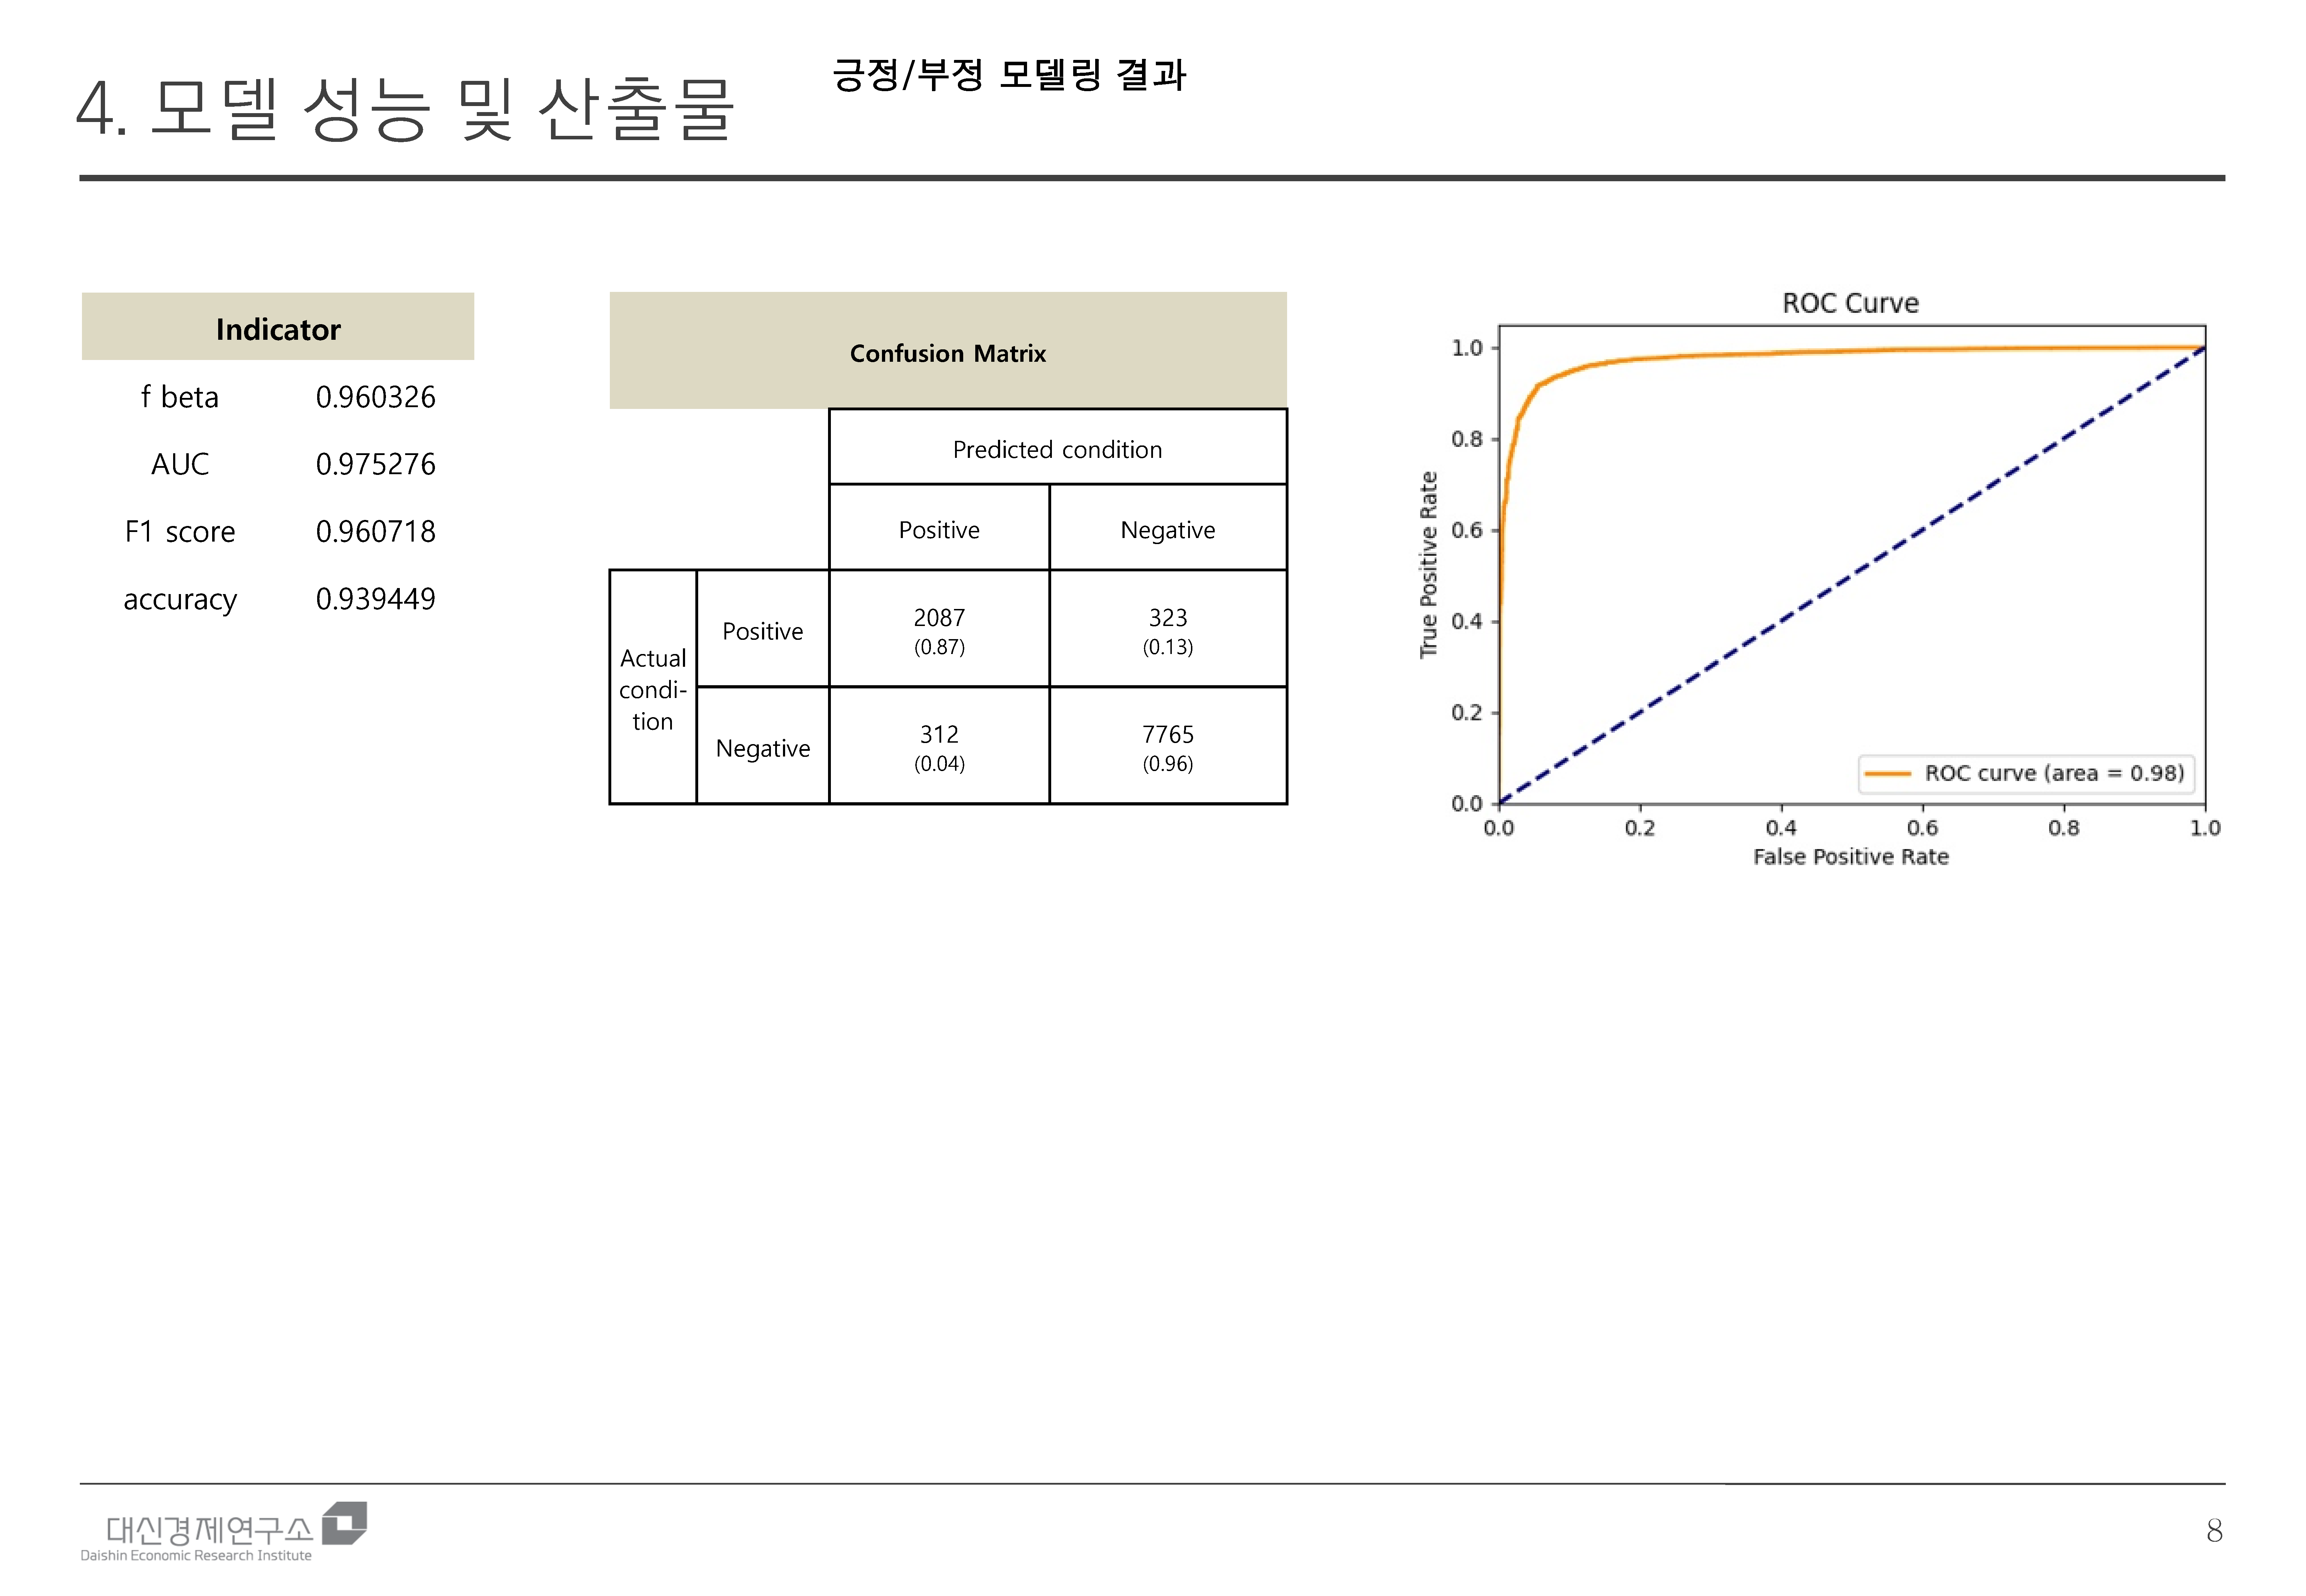 4. 모델 성능 및 산출물
긍정/부정 모델링 결과
Indicator
f beta 0.960326
AUC 0.975276
F1 score 0.960718
accuracy 0.939449
Confusion Matrix
Predicted condition
Positive Negative
Actual
condi-
tion
Positive
2087 323
(0.87) (0.13)
Negative
312 7765
(0.04) (0.96)
ROC Curve
True Positive Rate
1.0
0.8
0.6
0.4
0.2
0.0
ROC curve (area = 0.98)
0.0 0.2 0.4 0.6 0.8 1.0
False Positive Rate
대신경제연구소
Daishin Economic Research Institute
8